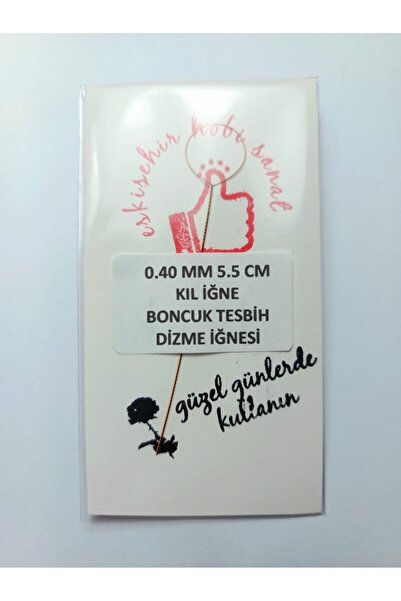 eskişehir hobi sanat
0.40 MM 5.5 CM
KIL İĞNE
BONCUK TESBİH
DİZME İĞNESİ
güzel günlerde
kullanın